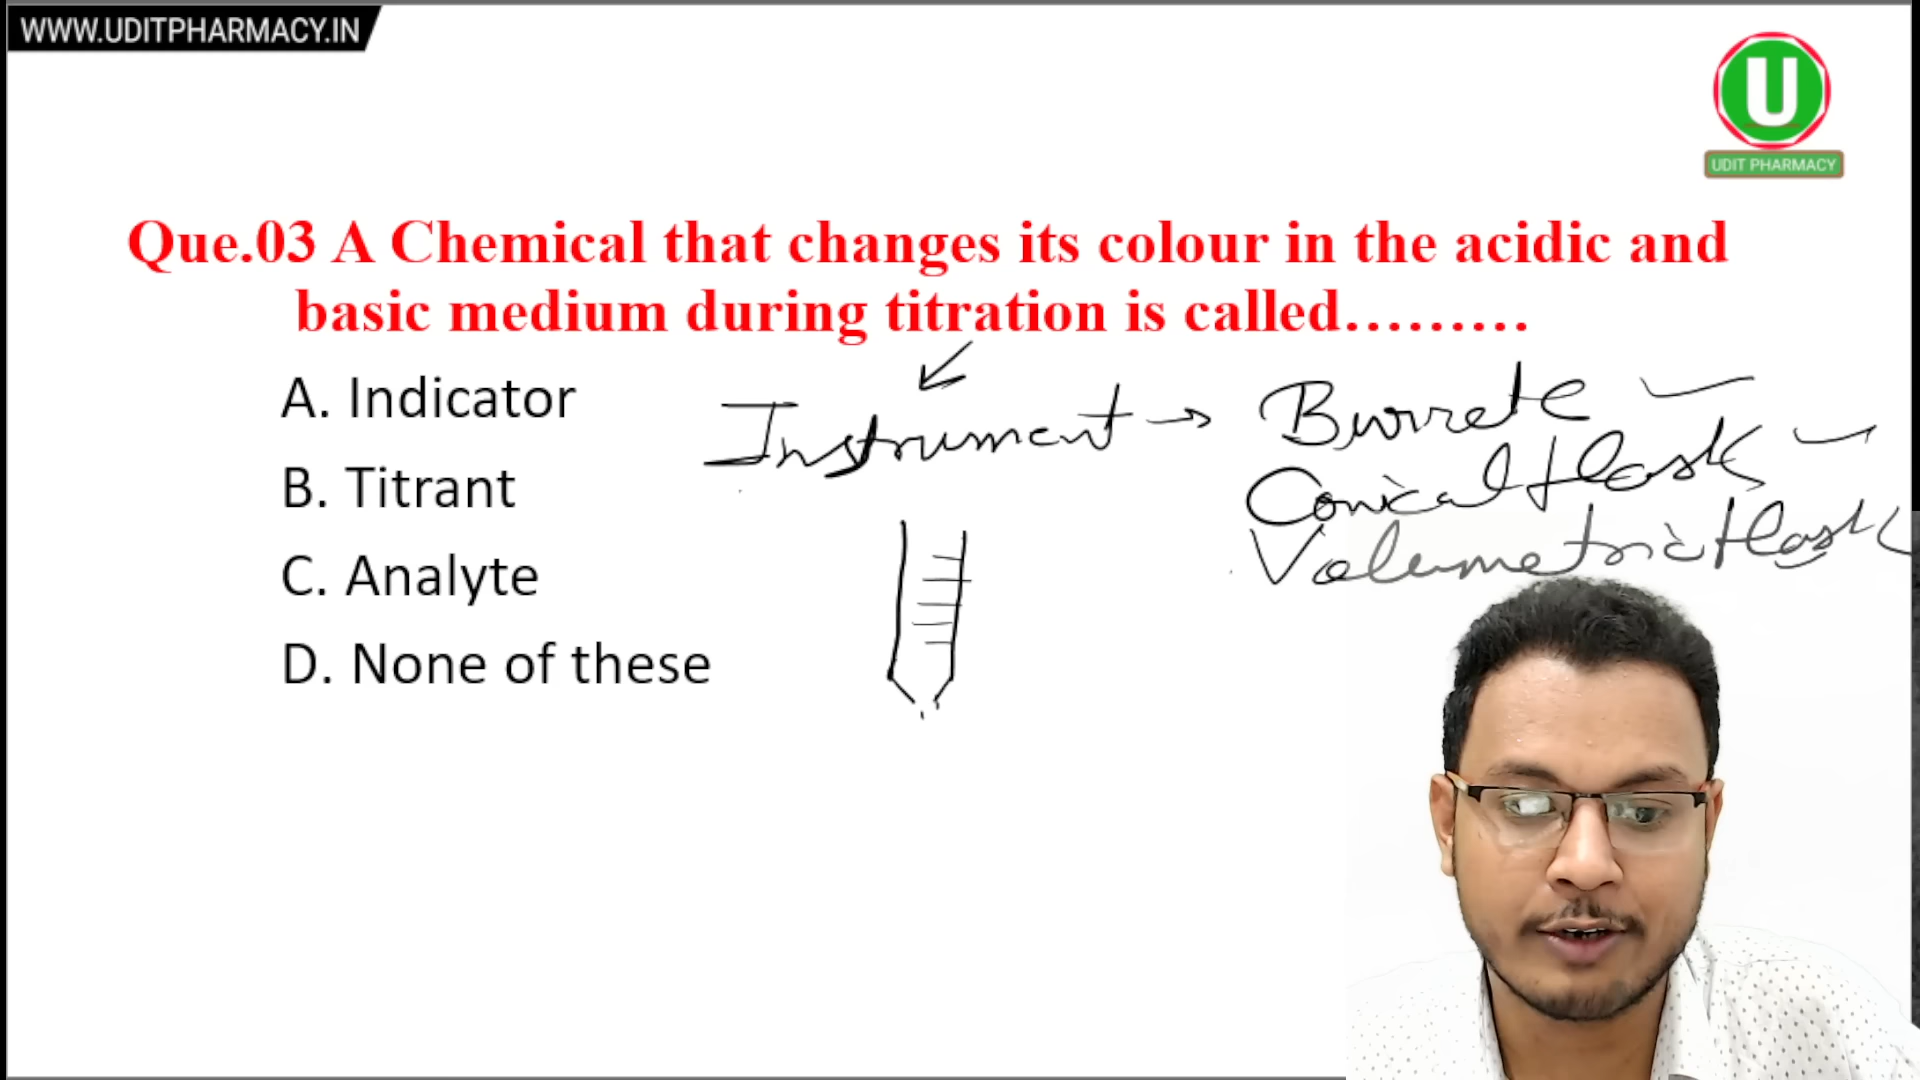 WWW.UDITPHARMACY.IN
U
UDIT PHARMACY
Que.03 A Chemical that changes its colour in the acidic and
basic medium during titration is called………
A. Indicator
B. Titrant
C. Analyte
D. None of these
Instrument → Burrete
Conical flask
Volumetric flask